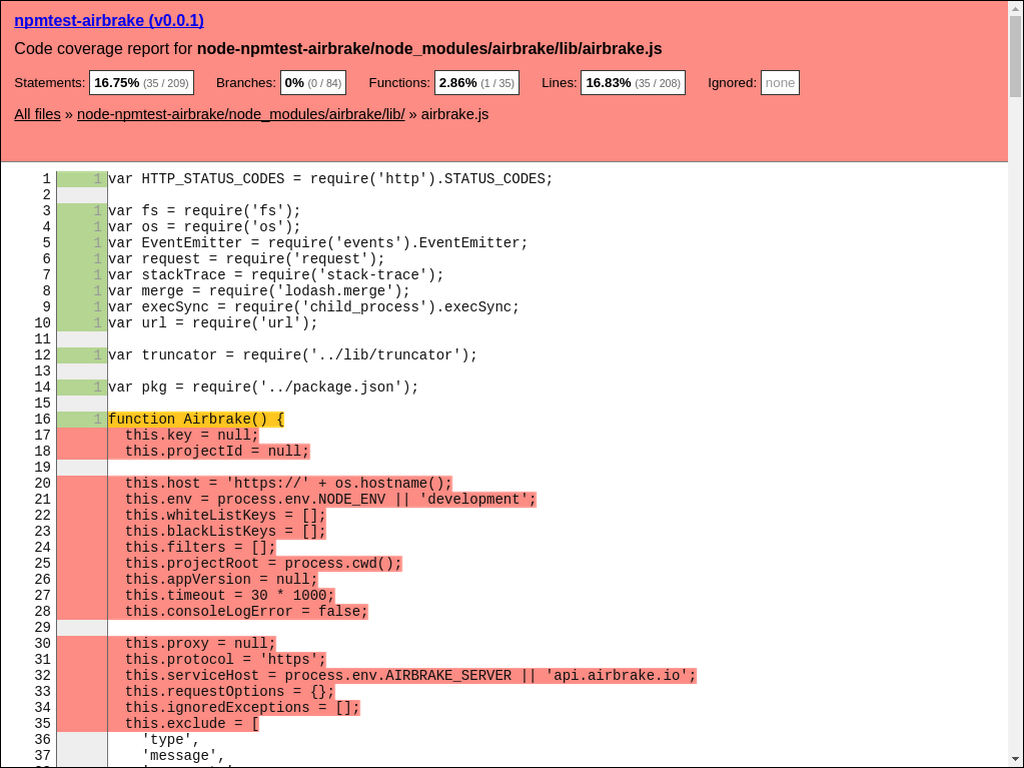 npmtest-airbrake (v0.0.1)
Code coverage report for node-npmtest-airbrake/node_modules/airbrake/lib/airbrake.js
Statements: 16.75% (35 / 209) Branches: 0% (0 / 84) Functions: 2.86% (1 / 35) Lines: 16.83% (35 / 208) Ignored: none
All files » node-npmtest-airbrake/node_modules/airbrake/lib/ » airbrake.js
1 1 var HTTP_STATUS_CODES = require('http').STATUS_CODES;
2
3 1 var fs = require('fs');
4 1 var os = require('os');
5 1 var EventEmitter = require('events').EventEmitter;
6 1 var request = require('request');
7 1 var stackTrace = require('stack-trace');
8 1 var merge = require('lodash.merge');
9 1 var execSync = require('child_process').execSync;
10 1 var url = require('url');
11
12 1 var truncator = require('../lib/truncator');
13
14 1 var pkg = require('../package.json');
15
16 1 function Airbrake() {
17 this.key = null;
18 this.projectId = null;
19
20 this.host = 'https://' + os.hostname();
21 this.env = process.env.NODE_ENV || 'development';
22 this.whiteListKeys = [];
23 this.blackListKeys = [];
24 this.filters = [];
25 this.projectRoot = process.cwd();
26 this.appVersion = null;
27 this.timeout = 30 * 1000;
28 this.consoleLogError = false;
29
30 this.proxy = null;
31 this.protocol = 'https';
32 this.serviceHost = process.env.AIRBRAKE_SERVER || 'api.airbrake.io';
33 this.requestOptions = {};
34 this.ignoredExceptions = [];
35 this.exclude = [
36 'type',
37 'message',